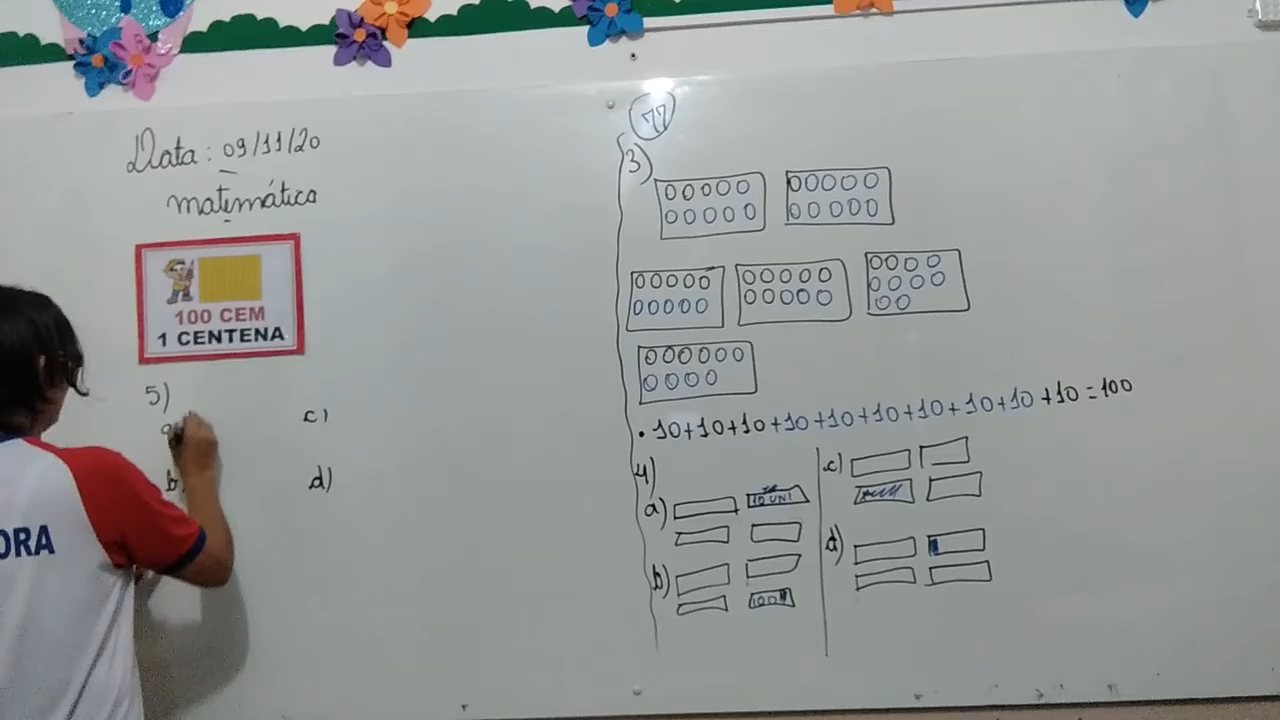 Data: 09/11/20
matemática
100 CEM
1 CENTENA
5)
a
c)
b)
d)
ORA
77
3)
• 10+10+10+10+10+10+10+10+10+10=100
4)
a)
10 UNI
b)
100
c)
d)